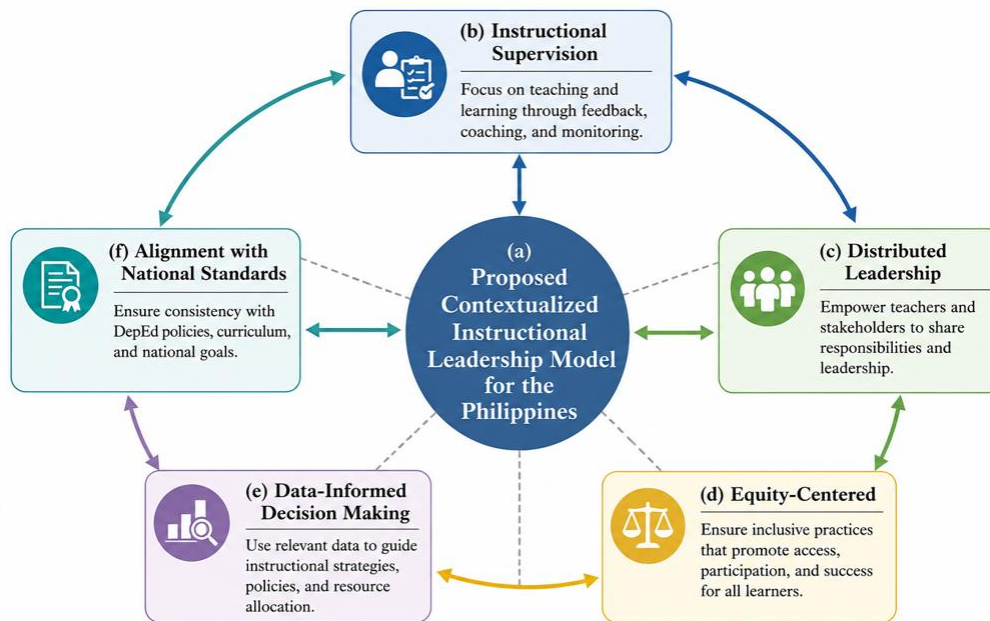 (b) Instructional
Supervision
Focus on teaching and
learning through feedback,
coaching, and monitoring.
(f) Alignment with
National Standards
Ensure consistency with
DepEd policies, curriculum,
and national goals.
(a)
Proposed
Contextualized
Instructional
Leadership Model
for the
Philippines
(c) Distributed
Leadership
Empower teachers and
stakeholders to share
responsibilities and
leadership.
(e) Data-Informed
Decision Making
Use relevant data to guide
instructional strategies,
policies, and resource
allocation.
(d) Equity-Centered
Ensure inclusive practices
that promote access,
participation, and success
for all learners.